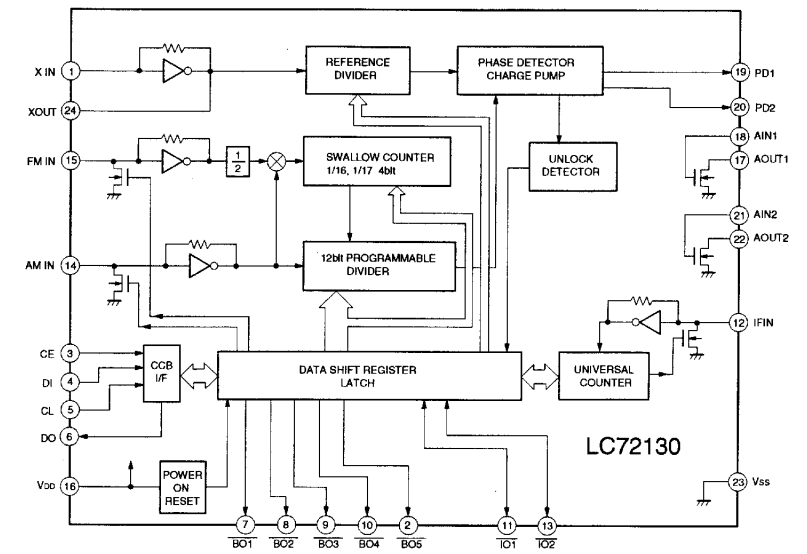 X IN 1
REFERENCE
DIVIDER
PHASE DETECTOR
CHARGE PUMP
19 PD1
XOUT 24
20 PD2
18 AIN1
FM IN 15
1
2
SWALLOW COUNTER
1/16, 1/17 4bit
UNLOCK
DETECTOR
17 AOUT1
21 AIN2
22 AOUT2
AM IN 14
12bit PROGRAMMABLE
DIVIDER
12 IFIN
CE 3
DI 4
CL 5
DO 6
CCB
I/F
DATA SHIFT REGISTER
LATCH
UNIVERSAL
COUNTER
LC72130
VDD 16
POWER
ON
RESET
23 VSS
7 8 9 10 2 11 13
BO1 BO2 BO3 BO4 BO5 IO1 IO2